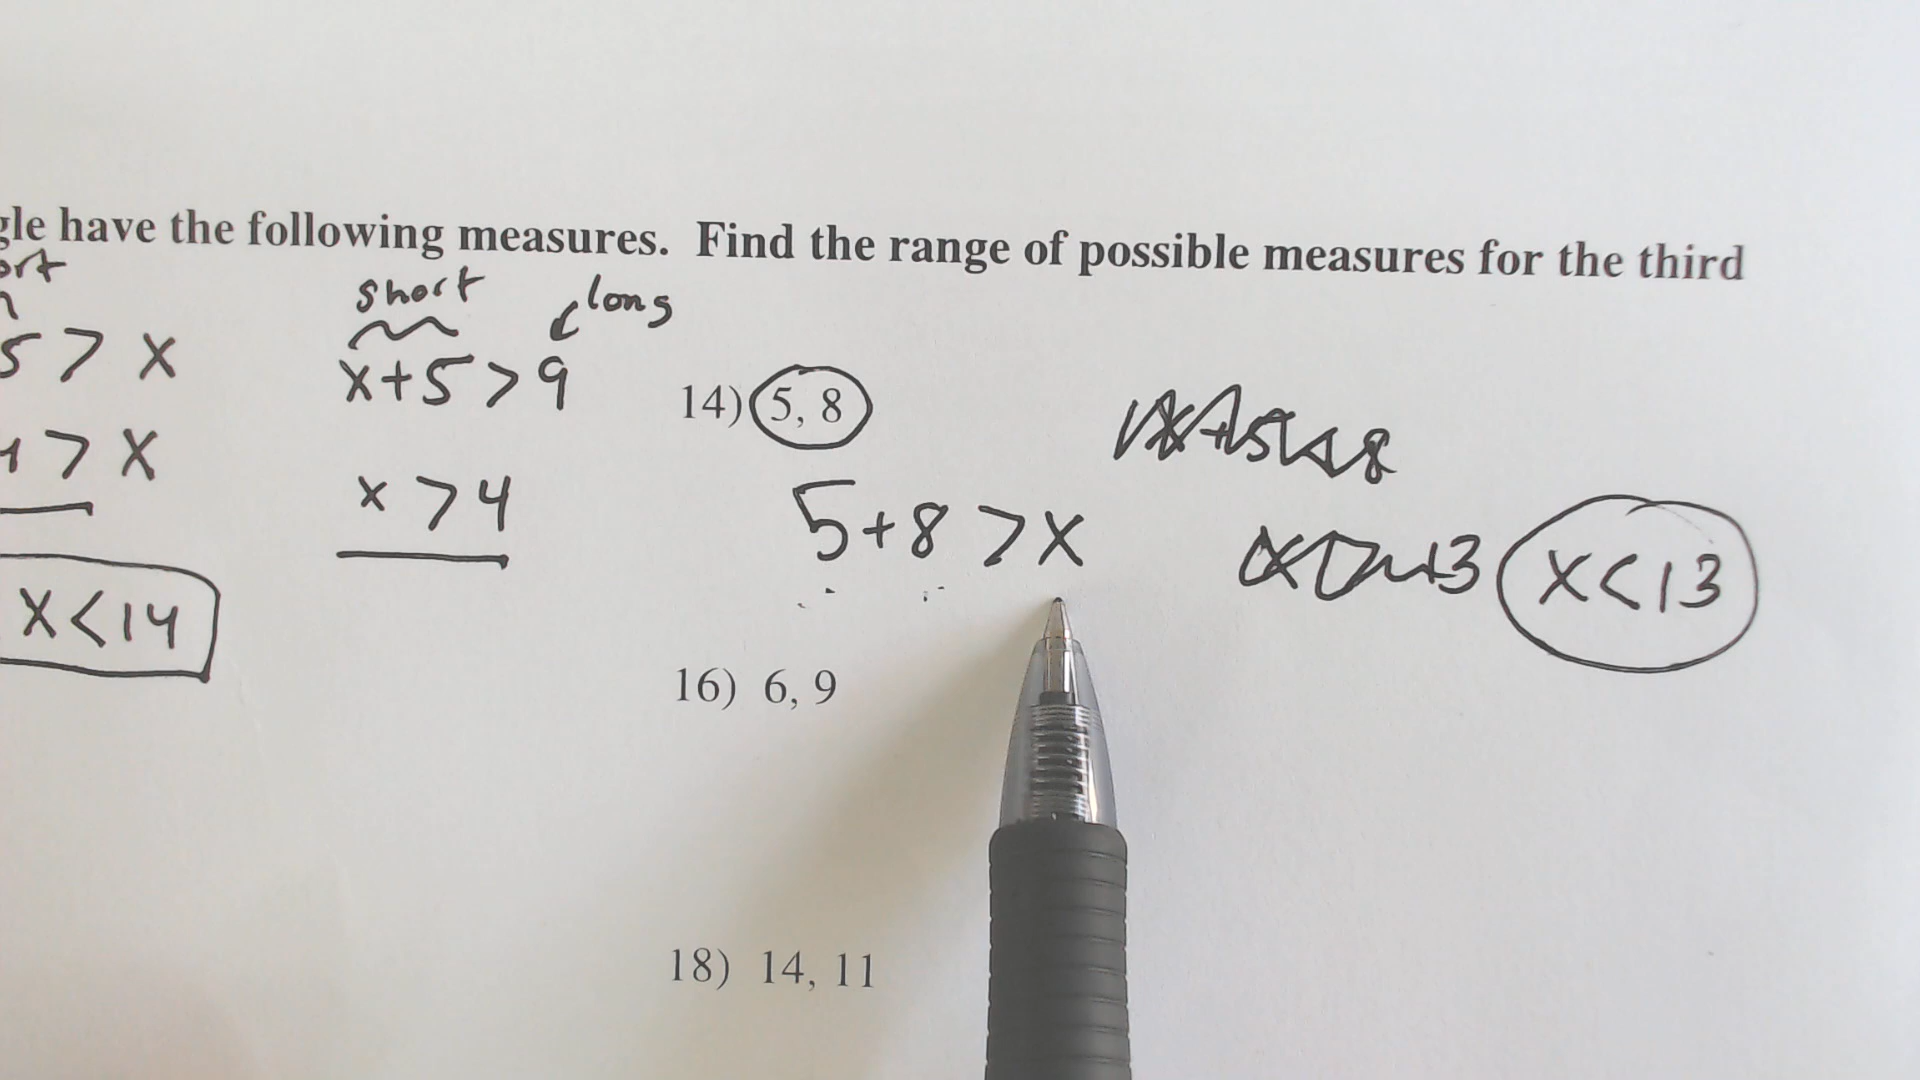 gle have the following measures. Find the range of possible measures for the third
ort
5 > x
> x
x < 14
short
long
x+5 > 9
x > 4
14) 5, 8
5+8 > x
x < 13
16) 6, 9
18) 14, 11